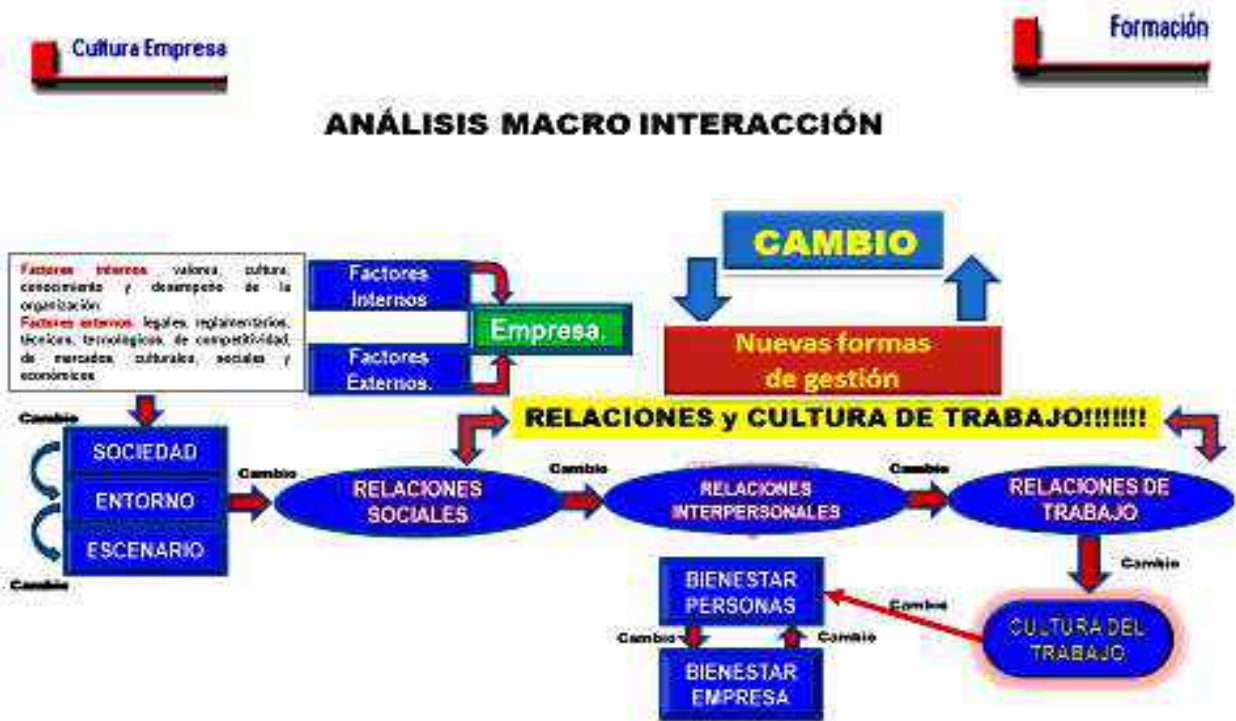 Cultura Empresa
Formación
ANÁLISIS MACRO INTERACCIÓN
Factores internos: valores, cultura,
conocimiento y desempeño de la
organización
Factores externos: legales, reglamentarios,
técnicos, tecnológicos, de competitividad,
de mercados, culturales, sociales y
económicos
Factores
Internos
Factores
Externos.
Empresa.
CAMBIO
Nuevas formas
de gestión
RELACIONES y CULTURA DE TRABAJO!!!!!!!
Cambio
SOCIEDAD
ENTORNO
ESCENARIO
Cambio
Cambio
RELACIONES
SOCIALES
Cambio
RELACIONES
INTERPERSONALES
Cambio
RELACIONES DE
TRABAJO
Cambio
CULTURA DEL
TRABAJO
Cambio
BIENESTAR
PERSONAS
Cambio
Cambio
BIENESTAR
EMPRESA